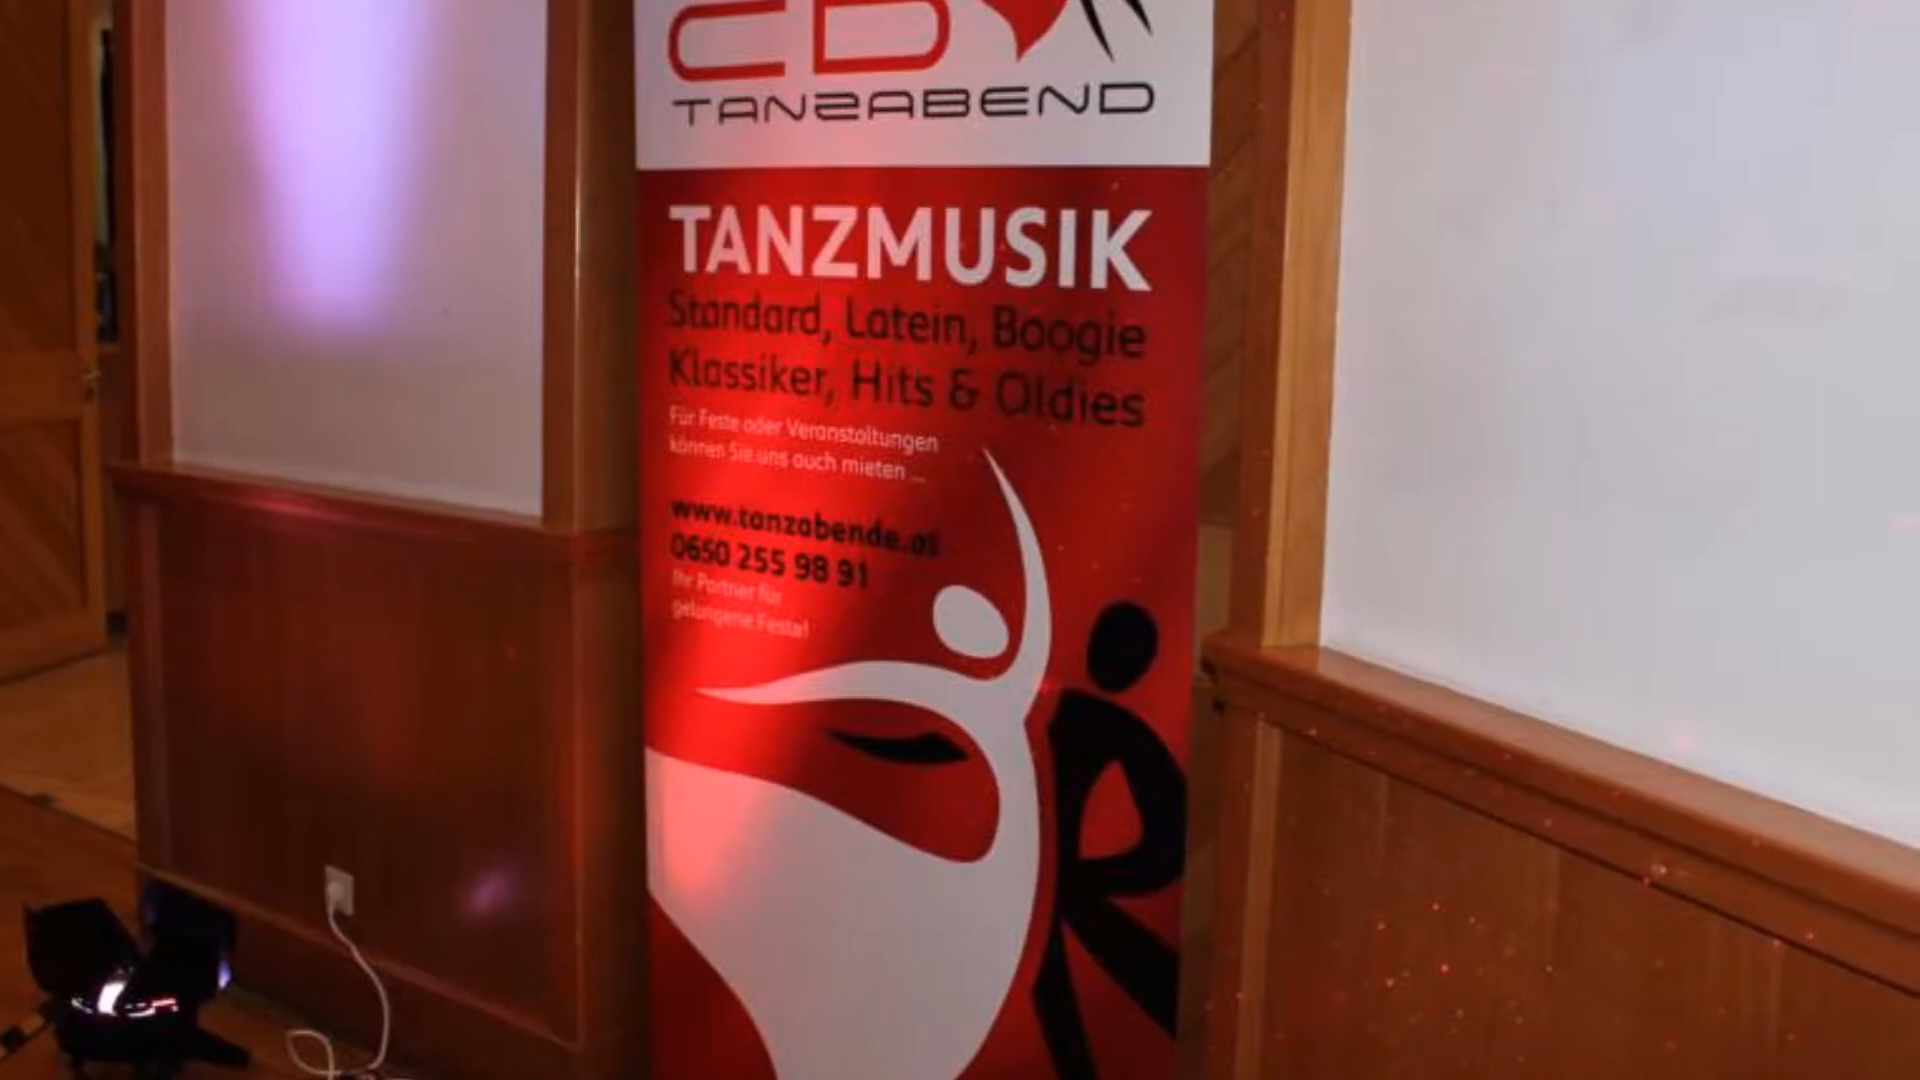 CD
TANZABEND
TANZMUSIK
Standard, Latein, Boogie
Klassiker, Hits & Oldies
Für Feste oder Veranstaltungen
können Sie uns auch mieten ...
www.tanzabende.at
0650 255 98 91
Ihr Partner für
gelungene Feste!